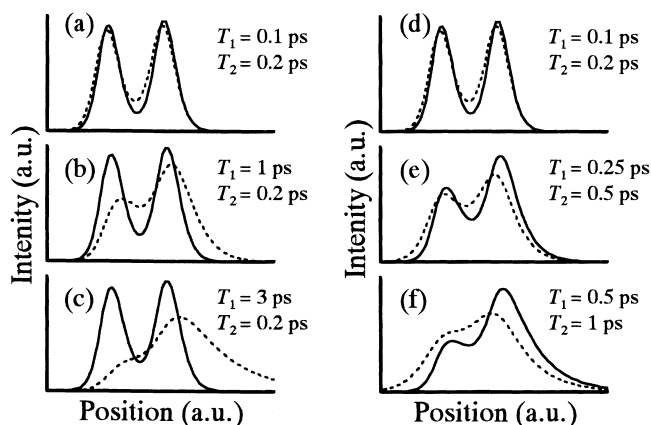 (a)
T1 = 0.1 ps
T2 = 0.2 ps
(b)
T1 = 1 ps
T2 = 0.2 ps
(c)
T1 = 3 ps
T2 = 0.2 ps
Intenity (a.u.)
Position (a.u.)
(d)
T1 = 0.1 ps
T2 = 0.2 ps
(e)
T1 = 0.25 ps
T2 = 0.5 ps
(f)
T1 = 0.5 ps
T2 = 1 ps
Intenity (a.u.)
Position (a.u.)